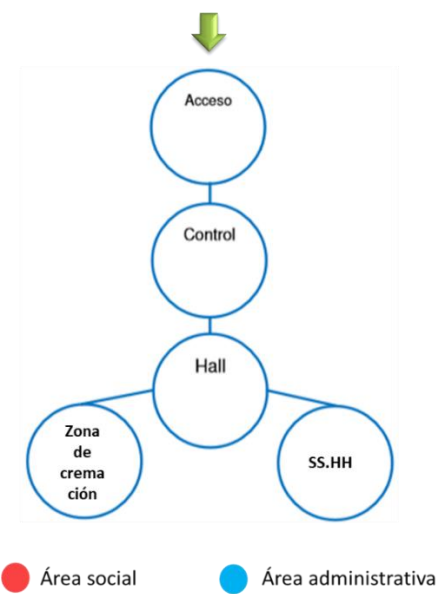 Acceso
Control
Hall
Zona
de
crema
ción
SS.HH
Área social
Área administrativa